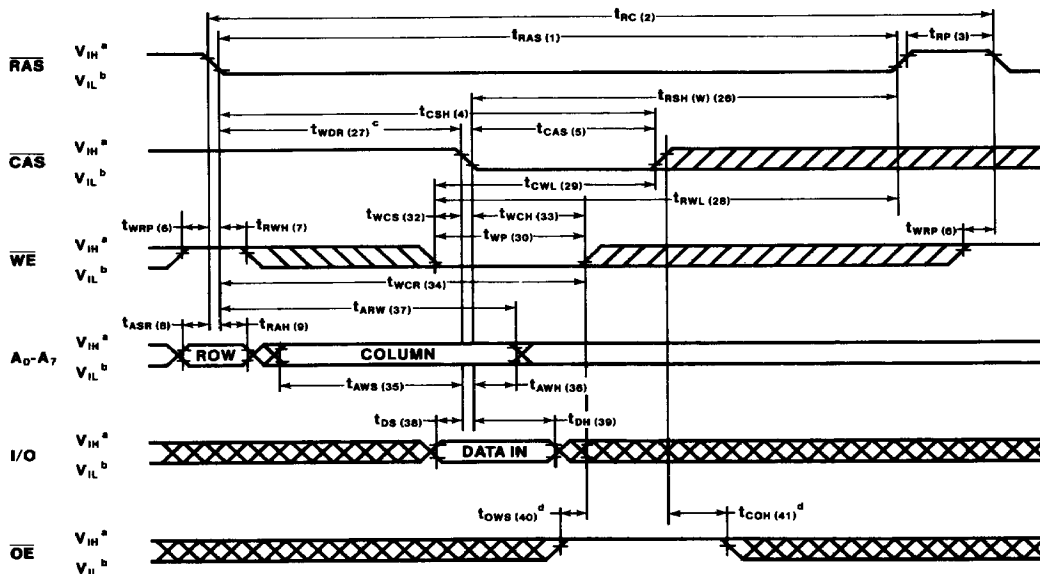 tRC (2)
tRAS (1)
tRP (3)
RAS
VIH a
VIL b
tRSH (W) (26)
tCSH (4)
tWDR (27) c
tCAS (5)
CAS
VIH a
VIL b
tCWL (29)
tRWL (28)
tWCS (32)
tWCH (33)
tWRP (6)
tRWH (7)
tWP (30)
tWRP (6)
WE
VIH a
VIL b
tWCR (34)
tARW (37)
tASR (8)
tRAH (9)
A0-A7
VIH a
VIL b
ROW
COLUMN
tAWS (35)
tAWH (36)
tDS (38)
tDH (39)
I/O
VIH a
VIL b
DATA IN
tOWS (40) d
tCOH (41) d
OE
VIH a
VIL b